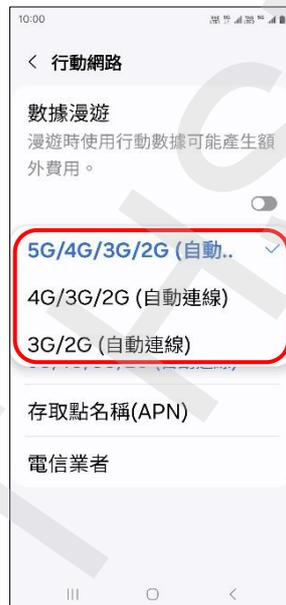 10:00
行動網路
數據漫遊
漫遊時使用行動數據可能產生額
外費用。
5G/4G/3G/2G (自動..
4G/3G/2G (自動連線)
3G/2G (自動連線)
存取點名稱(APN)
電信業者